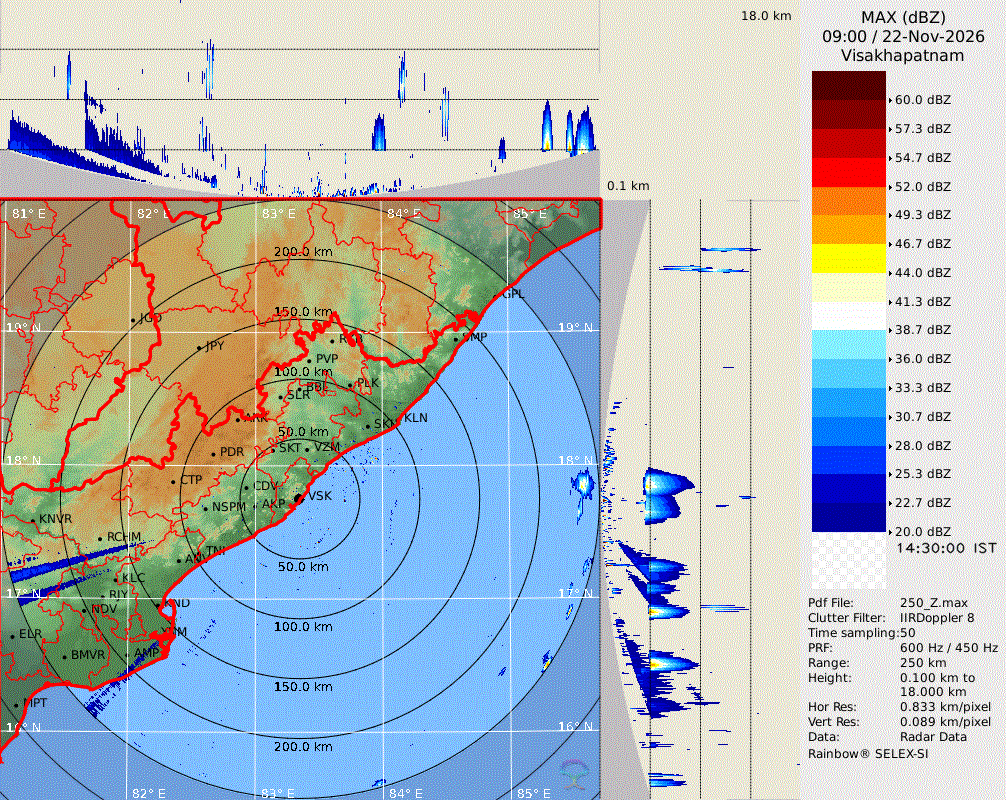 18.0 km
0.1 km
MAX (dBZ)
09:00 / 22-Nov-2026
Visakhapatnam
60.0 dBZ
57.3 dBZ
54.7 dBZ
52.0 dBZ
49.3 dBZ
46.7 dBZ
44.0 dBZ
41.3 dBZ
38.7 dBZ
36.0 dBZ
33.3 dBZ
30.7 dBZ
28.0 dBZ
25.3 dBZ
22.7 dBZ
20.0 dBZ
14:30:00 IST
Pdf File: 250_Z.max
Clutter Filter: IIRDoppler 8
Time sampling:50
PRF: 600 Hz / 450 Hz
Range: 250 km
Height: 0.100 km to
18.000 km
Hor Res: 0.833 km/pixel
Vert Res: 0.089 km/pixel
Data: Radar Data
Rainbow® SELEX-SI
81° E 82° E 83° E 84° E 85° E
200.0 km
GPL
150.0 km
JGD
19° N 19° N
JPY
PVP
100.0 km
PLK
BBL
SLR
KLN
50.0 km
SKT VZM
PDR
18° N 18° N
CTP
CDV
VSK
NSPM AKP
KNVR
TNI
50.0 km
KLC
RJY
17° N 17° N
NDV
KND
100.0 km
ELR
BMVR AMP
150.0 km
16° N
200.0 km
82° E 83° E 84° E 85° E